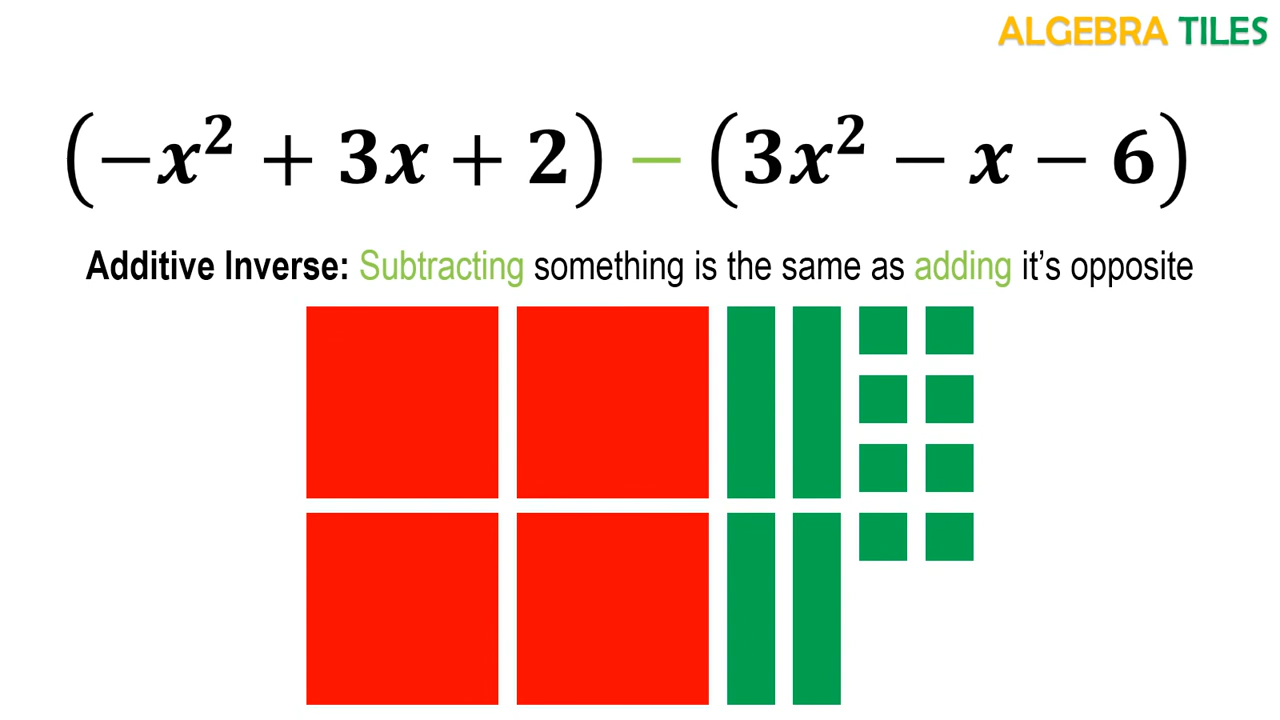 ALGEBRA TILES
(−x² + 3x + 2) − (3x² − x − 6)
Additive Inverse: Subtracting something is the same as adding it’s opposite